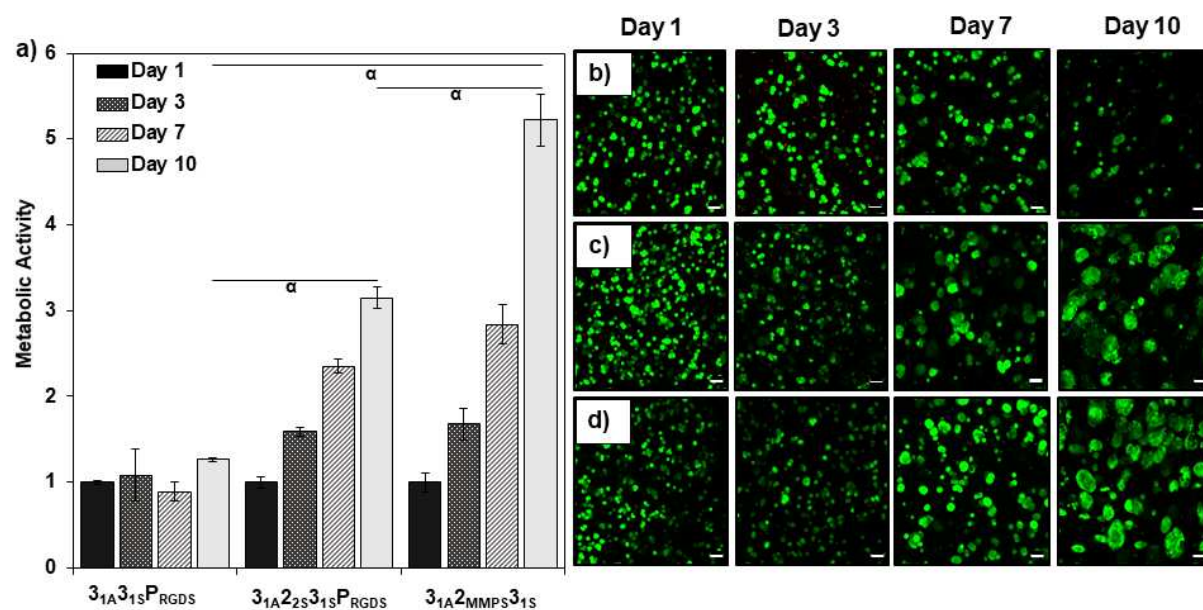 a)
6
5
4
3
2
1
0
Metabolic Activity
Day 1
Day 3
Day 7
Day 10
α
α
α
3₁A3₁SP_RGDS
3₁A2₂S3₁SP_RGDS
3₁A2_MMPS3₁S
Day 1 Day 3 Day 7 Day 10
b)
c)
d)